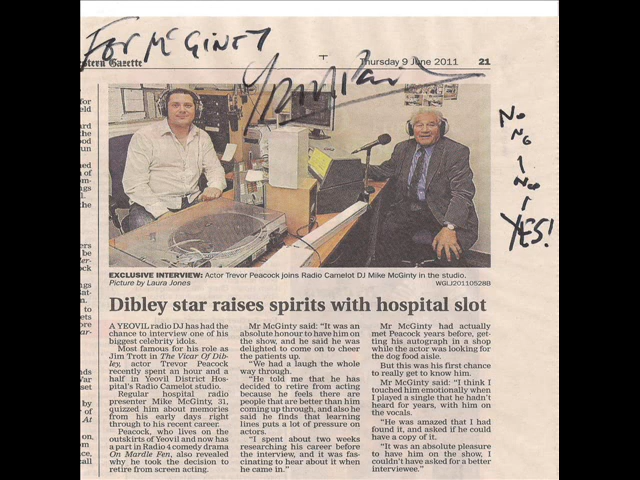 FOR McGINTY
stern Gazette
Thursday 9 June 2011
21
No
No
I
No
I
YES!
EXCLUSIVE INTERVIEW: Actor Trevor Peacock joins Radio Camelot DJ Mike McGinty in the studio.
Picture by Laura Jones
WGLJ20110528B
Dibley star raises spirits with hospital slot
A YEOVIL radio DJ has had the
chance to interview one of his
biggest celebrity idols.
Most famous for his role as
Jim Trott in The Vicar Of Dib-
ley, actor Trevor Peacock
recently spent an hour and a
half in Yeovil District Hos-
pital's Radio Camelot studio.
Regular hospital radio
presenter Mike McGinty, 31,
quizzed him about memories
from his early days right
through to his recent career.
Peacock, who lives on the
outskirts of Yeovil and now has
a part in Radio 4 comedy drama
On Mardle Fen, also revealed
why he took the decision to
retire from screen acting.
Mr McGinty said: "It was an
absolute honour to have him on
the show, and he said he was
delighted to come on to cheer
the patients up.
"We had a laugh the whole
way through.
"He told me that he has
decided to retire from acting
because he feels there are
people that are better than him
coming up through, and also he
said he finds that learning
lines puts a lot of pressure on
actors.
"I spent about two weeks
researching his career before
the interview, and it was fas-
cinating to hear about it when
he came in."
Mr McGinty had actually
met Peacock years before, get-
ting his autograph in a shop
while the actor was looking for
the dog food aisle.
But this was his first chance
to really get to know him.
Mr McGinty said: "I think I
touched him emotionally when
I played a single that he hadn't
heard for years, with him on
the vocals.
"He was amazed that I had
found it, and asked if he could
have a copy of it.
"It was an absolute pleasure
to have him on the show, I
couldn't have asked for a better
interviewee."